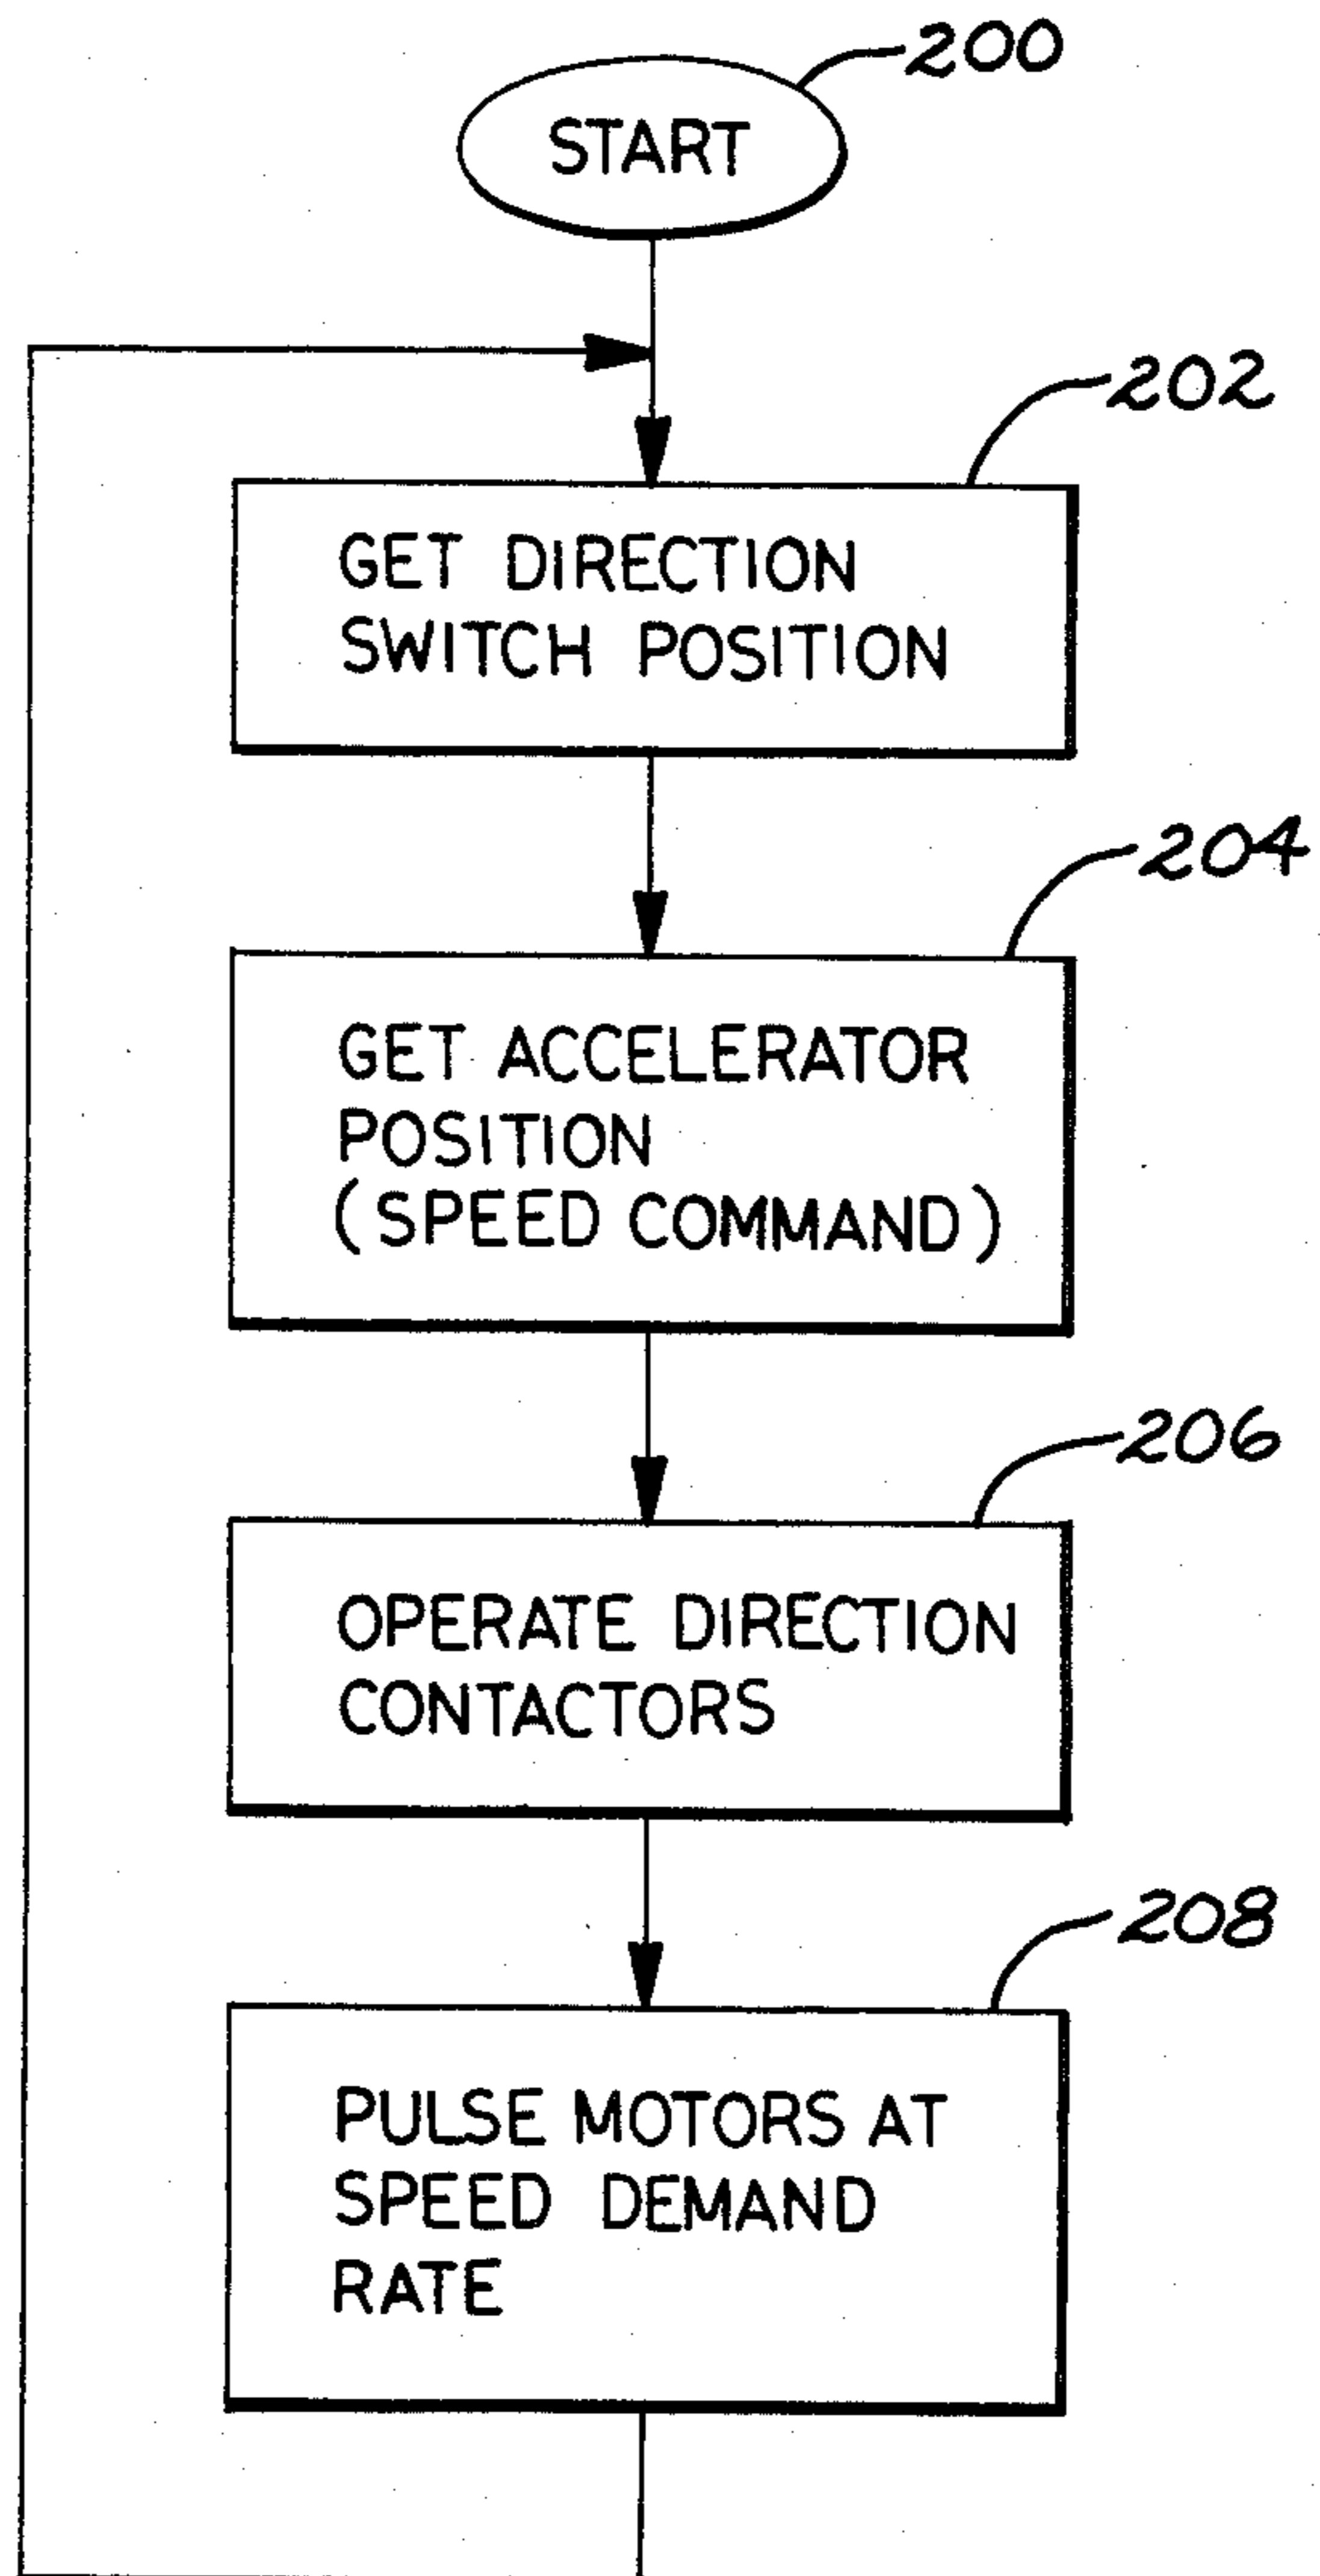 200
START
202
GET DIRECTION
SWITCH POSITION
204
GET ACCELERATOR
POSITION
(SPEED COMMAND)
206
OPERATE DIRECTION
CONTACTORS
208
PULSE MOTORS AT
SPEED DEMAND
RATE